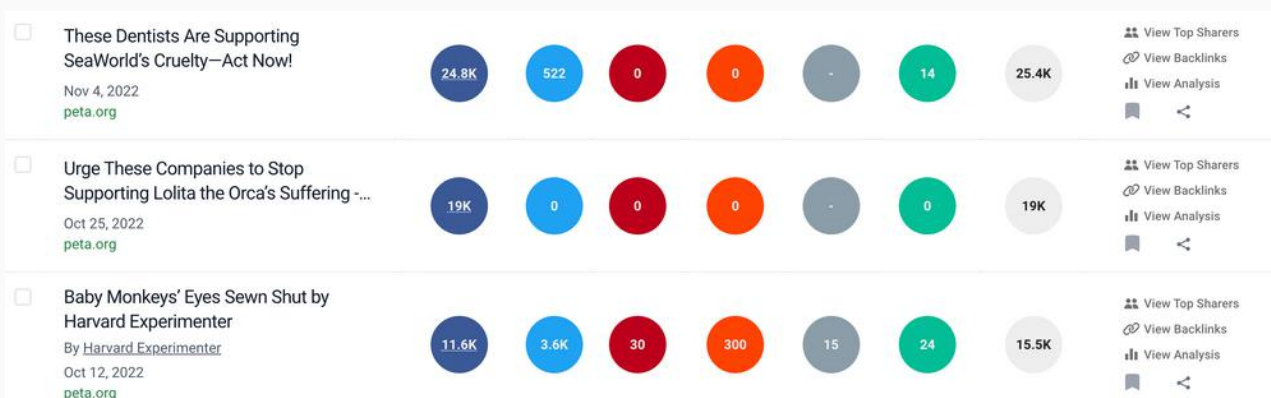 These Dentists Are Supporting
SeaWorld's Cruelty—Act Now!
Nov 4, 2022
peta.org
24.8K 522 0 0 - 14 25.4K
View Top Sharers
View Backlinks
View Analysis
Urge These Companies to Stop
Supporting Lolita the Orca's Suffering -...
Oct 25, 2022
peta.org
19K 0 0 0 - 0 19K
View Top Sharers
View Backlinks
View Analysis
Baby Monkeys' Eyes Sewn Shut by
Harvard Experimenter
By Harvard Experimenter
Oct 12, 2022
peta.org
11.6K 3.6K 30 300 15 24 15.5K
View Top Sharers
View Backlinks
View Analysis